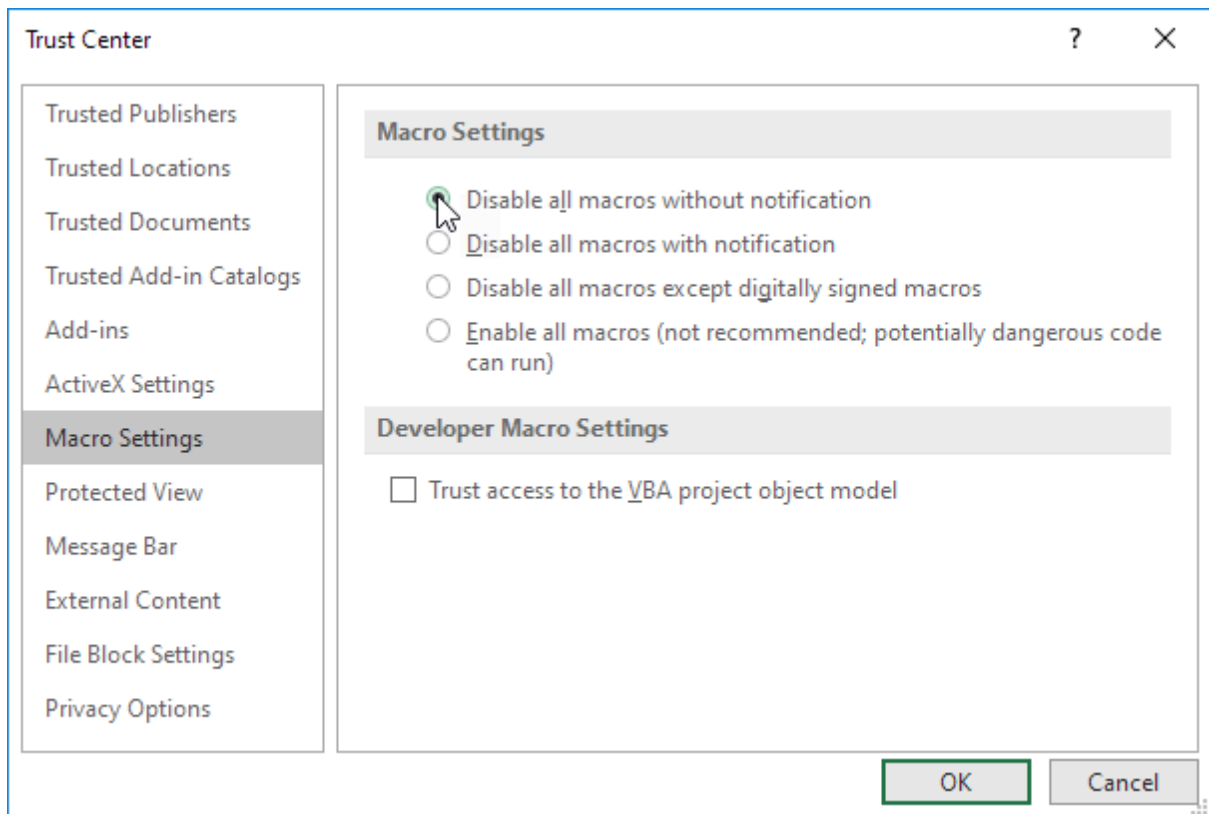 Trust Center
?
Trusted Publishers
Trusted Locations
Trusted Documents
Trusted Add-in Catalogs
Add-ins
ActiveX Settings
Macro Settings
Protected View
Message Bar
External Content
File Block Settings
Privacy Options
Macro Settings
Disable all macros without notification
Disable all macros with notification
Disable all macros except digitally signed macros
Enable all macros (not recommended; potentially dangerous code
can run)
Developer Macro Settings
Trust access to the VBA project object model
OK
Cancel